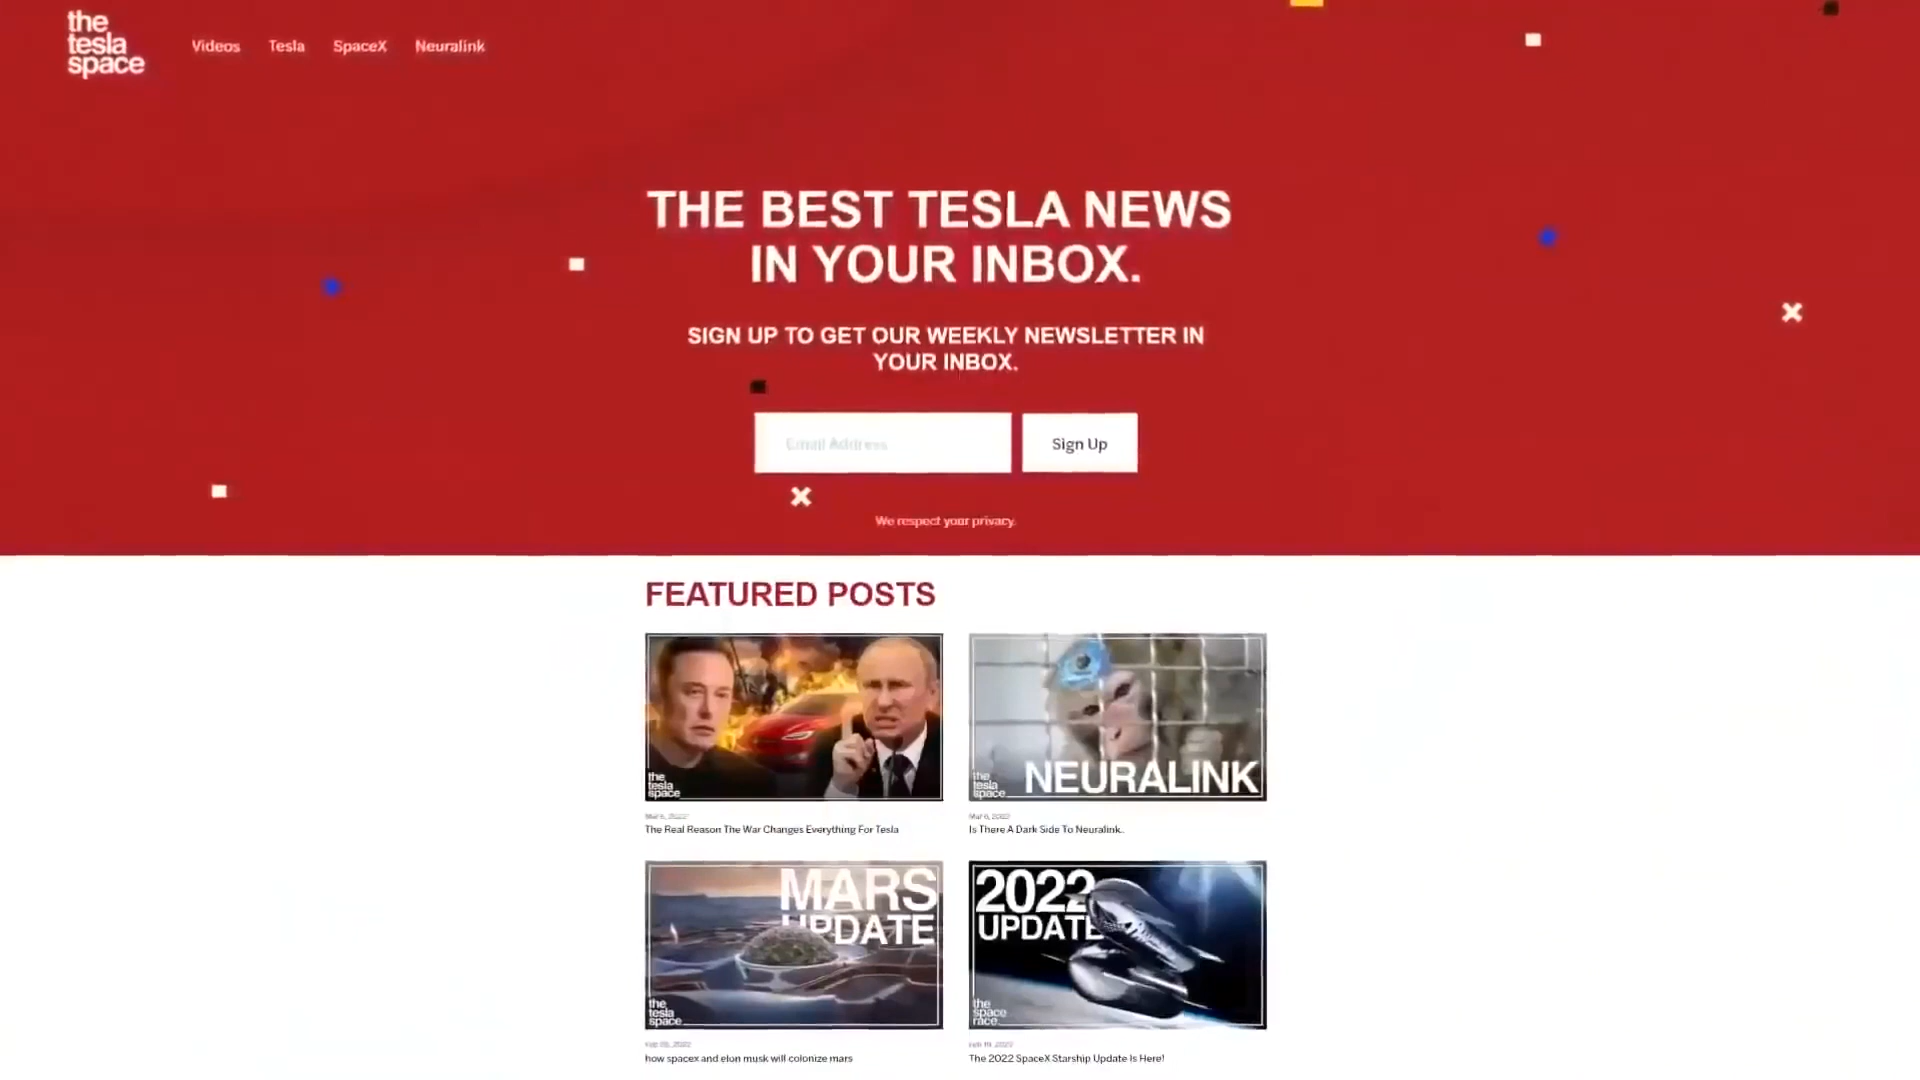 the
tesla
space
Videos Tesla SpaceX Neuralink
THE BEST TESLA NEWS
IN YOUR INBOX.
SIGN UP TO GET OUR WEEKLY NEWSLETTER IN
YOUR INBOX.
Email Address
Sign Up
We respect your privacy.
FEATURED POSTS
the
tesla
space
the
tesla
space
NEURALINK
Mar 6, 2022
Mar 6, 2022
The Real Reason The War Changes Everything For Tesla
Is There A Dark Side To Neuralink..
MARS
UPDATE
the
tesla
space
2022
UPDATE
the
space
race
how spacex and elon musk will colonize mars
The 2022 SpaceX Starship Update Is Here!